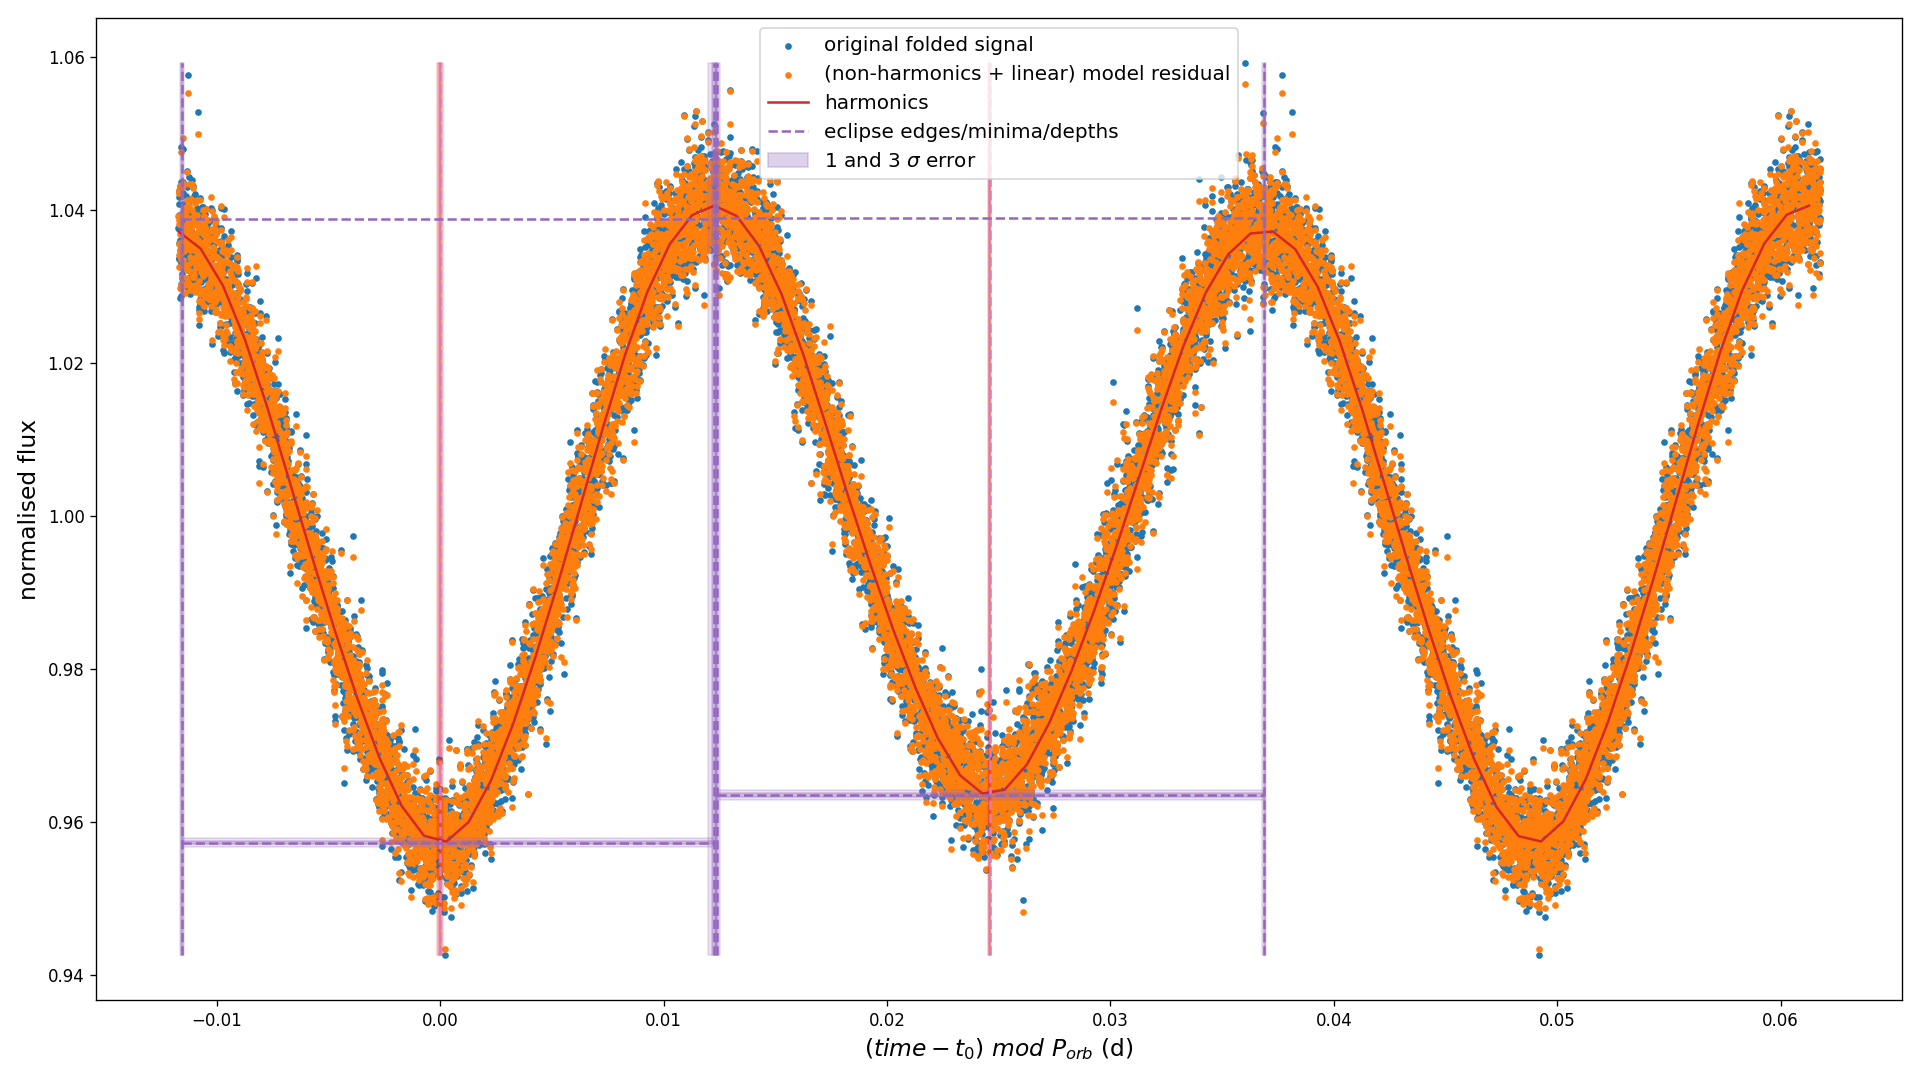 original folded signal
(non-harmonics + linear) model residual
harmonics
eclipse edges/minima/depths
1 and 3 σ error
normalised flux
1.06
1.04
1.02
1.00
0.98
0.96
0.94
−0.01
0.00
0.01
0.02
0.03
0.04
0.05
0.06
(time − t₀) mod Pₒᵣb (d)